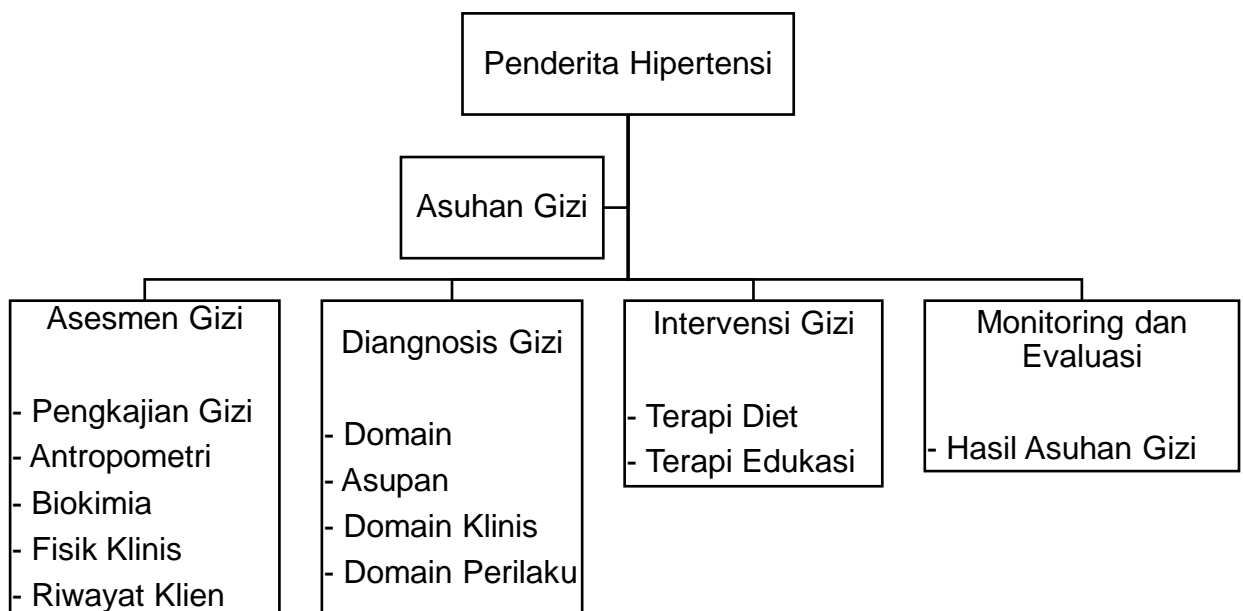 Penderita Hipertensi
Asuhan Gizi
Asesmen Gizi
- Pengkajian Gizi
- Antropometri
- Biokimia
- Fisik Klinis
- Riwayat Klien
Diangnosis Gizi
- Domain
- Asupan
- Domain Klinis
- Domain Perilaku
Intervensi Gizi
- Terapi Diet
- Terapi Edukasi
Monitoring dan
Evaluasi
- Hasil Asuhan Gizi